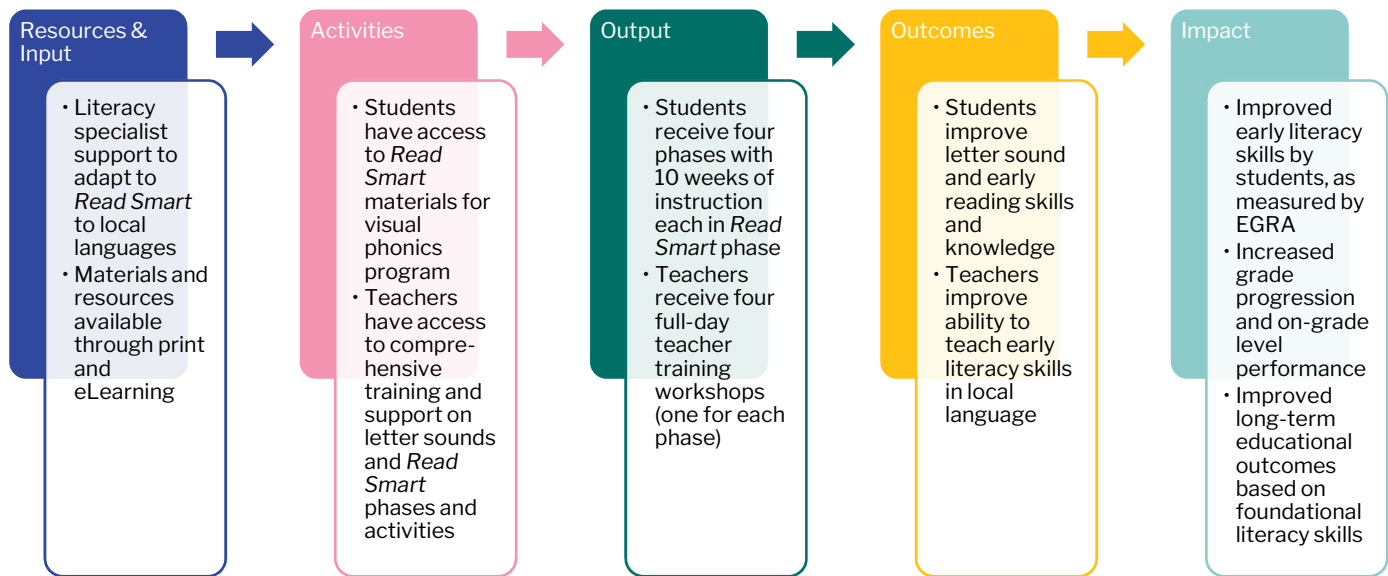 Resources &
Input
• Literacy
specialist
support to
adapt to
Read Smart
to local
languages
• Materials and
resources
available
through print
and
eLearning
Activities
• Students
have access
to Read
Smart
materials for
visual
phonics
program
• Teachers
have access
to compre-
hensive
training and
support on
letter sounds
and Read
Smart
phases and
activities
Output
• Students
receive four
phases with
10 weeks of
instruction
each in Read
Smart phase
• Teachers
receive four
full-day
teacher
training
workshops
(one for each
phase)
Outcomes
• Students
improve
letter sound
and early
reading skills
and
knowledge
• Teachers
improve
ability to
teach early
literacy skills
in local
language
Impact
• Improved
early literacy
skills by
students, as
measured by
EGRA
• Increased
grade
progression
and on-grade
level
performance
• Improved
long-term
educational
outcomes
based on
foundational
literacy skills